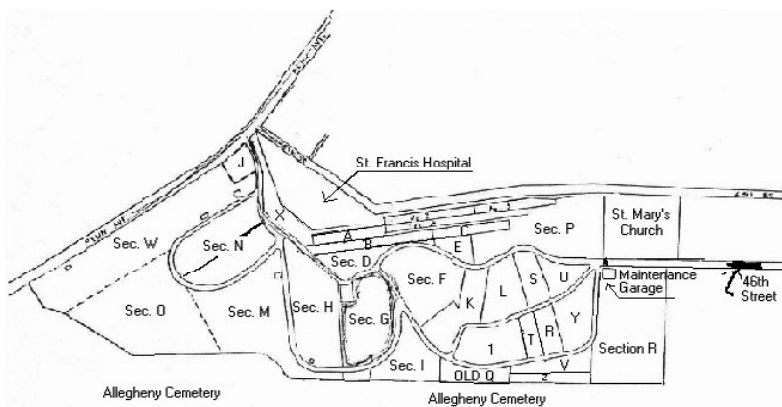 J
St. Francis Hospital
X
A
B
C
E
Sec. P
St. Mary's
Church
Sec. W
Sec. N
Sec. D
Sec. F
S
U
Maintenance
Garage
46th
Street
Sec. O
Sec. M
Sec. H
Sec. G
K
L
1
T
R
Y
Section R
Sec. I
OLD Q
V
2
Allegheny Cemetery
Allegheny Cemetery